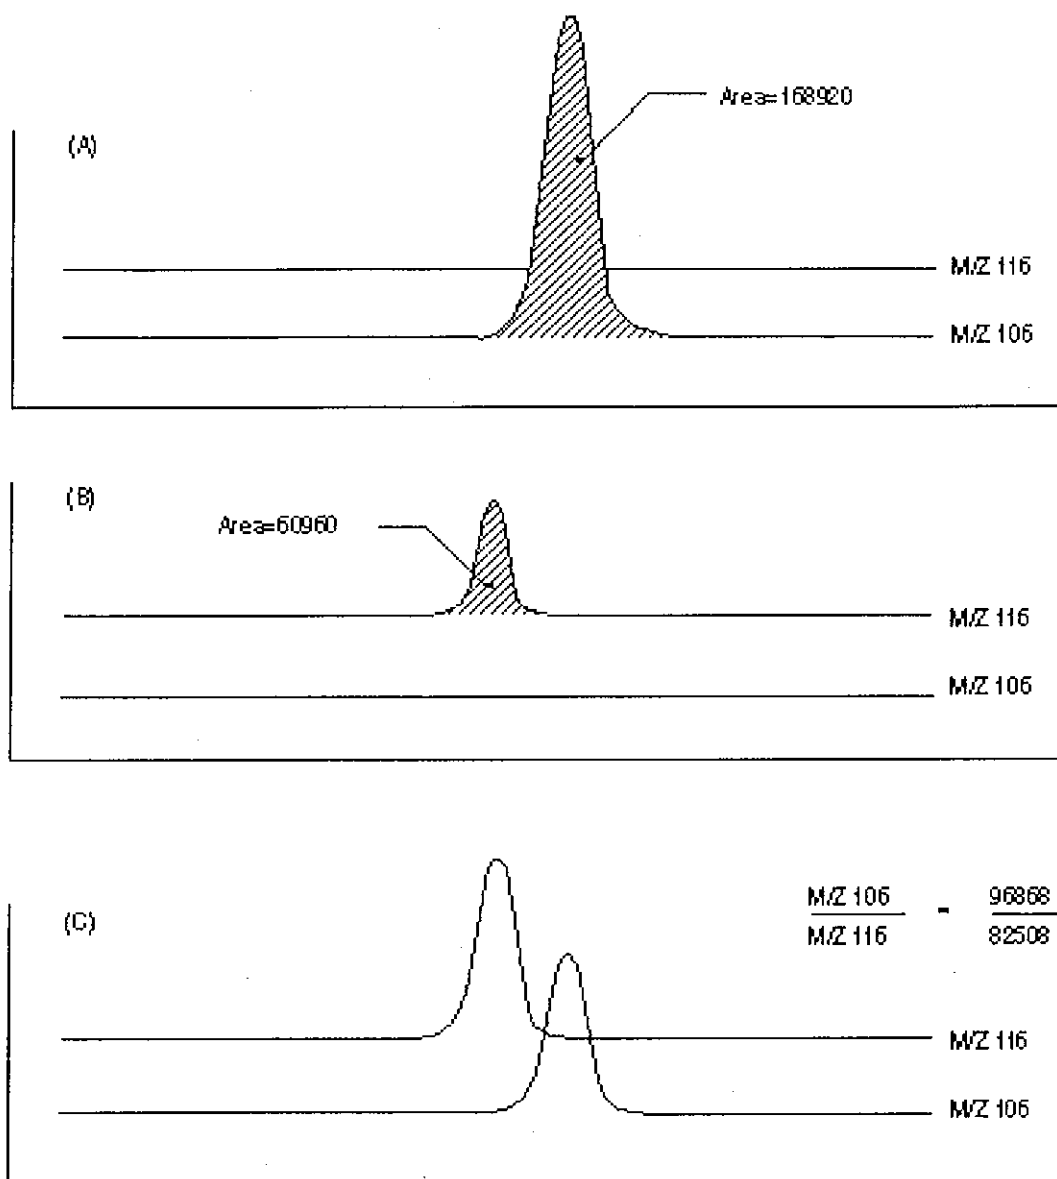 (A)
Area=168920
M/Z 116
M/Z 106
(B)
Area=60960
M/Z 116
M/Z 106
(C)
M/Z 106 = 96868
M/Z 116 82508
M/Z 116
M/Z 106